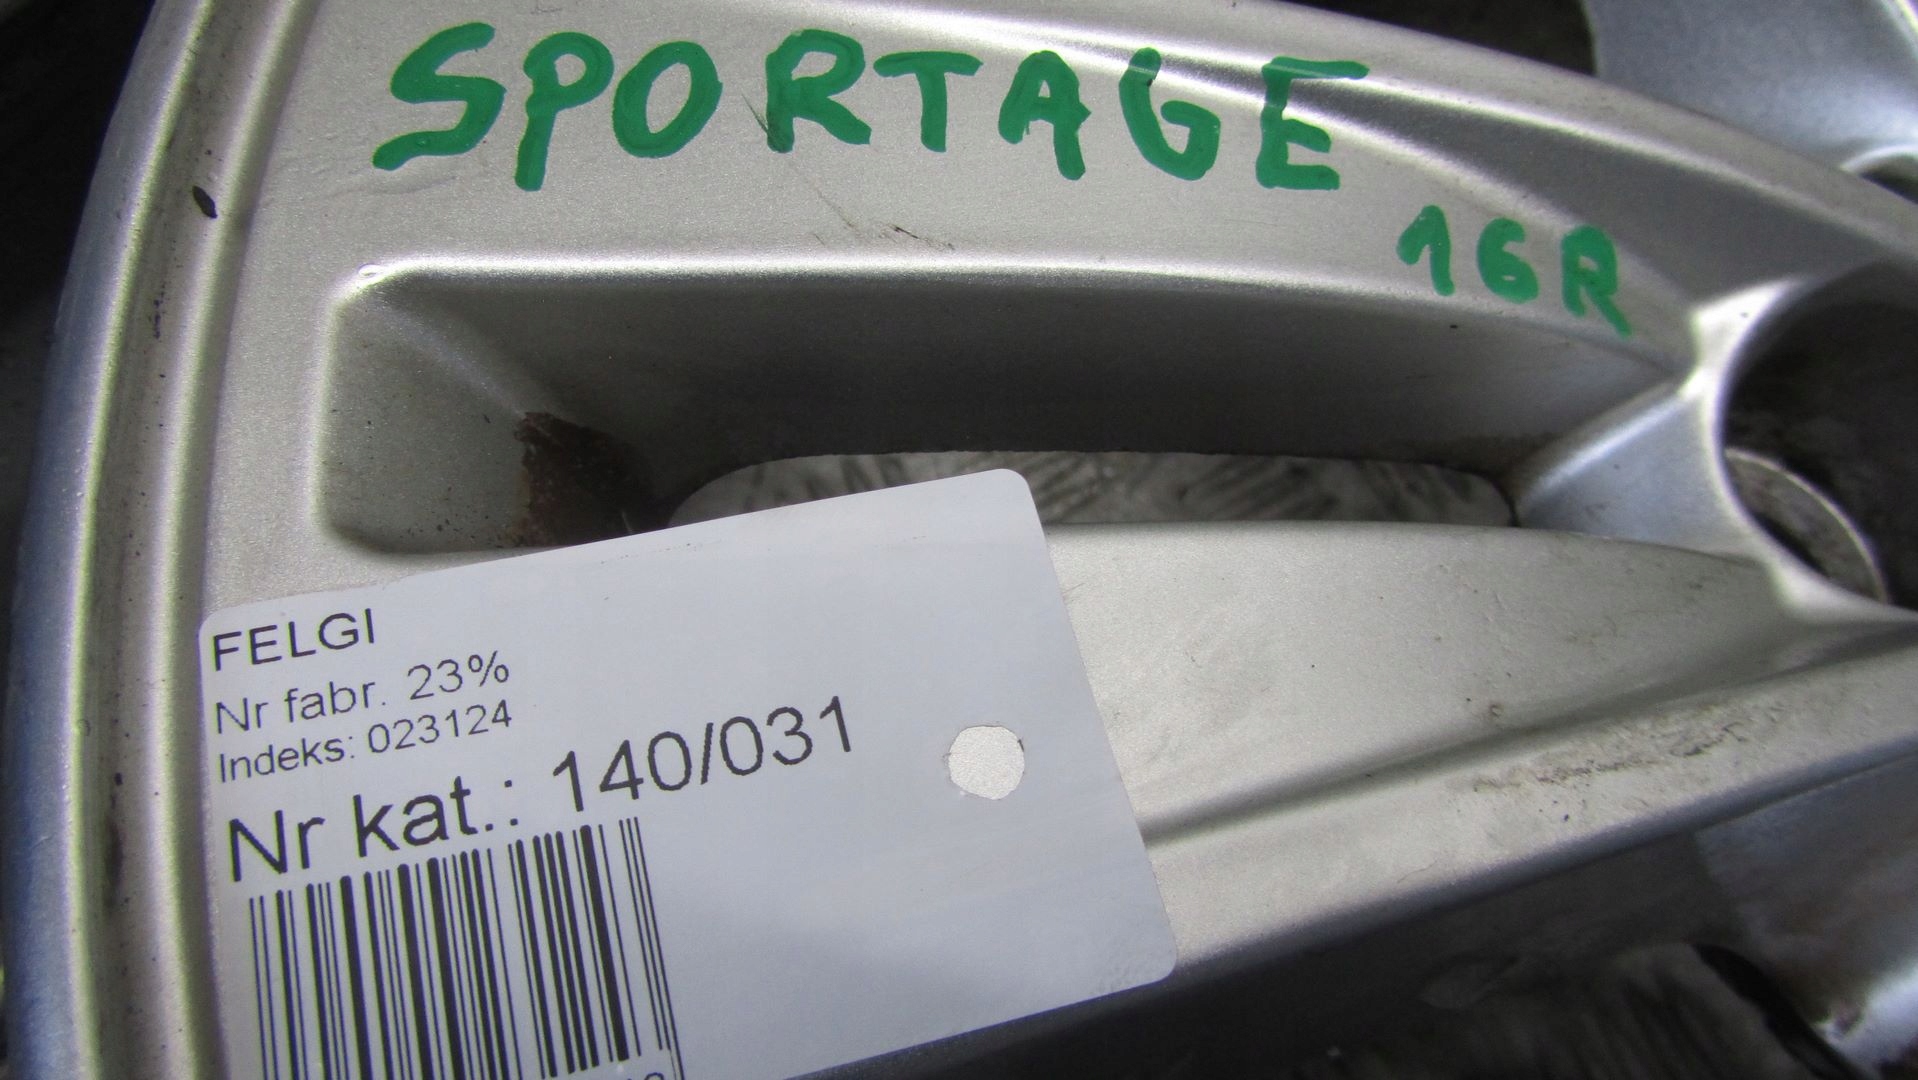 SPORTAGE
16R
FELGI
Nr fabr. 23%
Indeks: 023124
Nr kat.: 140/031